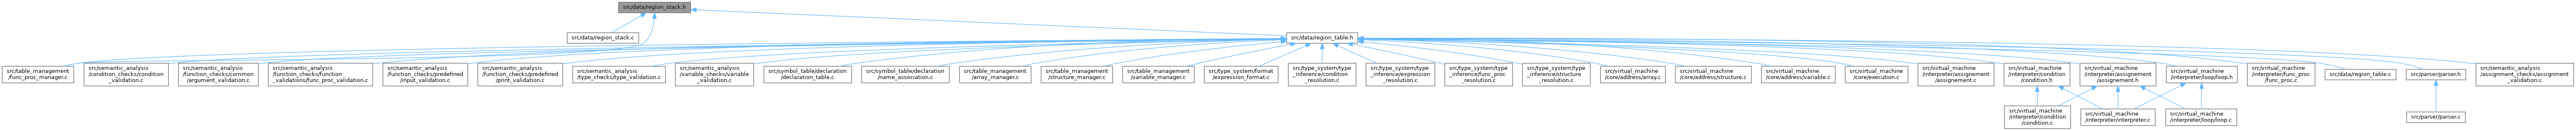 src/data/region_stack.h
src/data/region_stack.c
src/data/region_table.h
src/table_management
/func_proc_manager.c
src/semantic_analysis
/condition_checks/condition
_validation.c
src/semantic_analysis
/function_checks/common
/argument_validation.c
src/semantic_analysis
/function_checks/function
_validations/func_proc_validation.c
src/semantic_analysis
/function_checks/predefined
/input_validation.c
src/semantic_analysis
/function_checks/predefined
/print_validation.c
src/semantic_analysis
/type_checks/type_validation.c
src/semantic_analysis
/variable_checks/variable
_validation.c
src/symbol_table/declaration
/declaration_table.c
src/symbol_table/declaration
/name_association.c
src/table_management
/array_manager.c
src/table_management
/structure_manager.c
src/table_management
/variable_manager.c
src/type_system/format
/expression_format.c
src/type_system/type
_inference/condition
_resolution.c
src/type_system/type
_inference/expression
_resolution.c
src/type_system/type
_inference/func_proc
_resolution.c
src/type_system/type
_inference/structure
_resolution.c
src/virtual_machine
/core/address/array.c
src/virtual_machine
/core/address/structure.c
src/virtual_machine
/core/address/variable.c
src/virtual_machine
/core/execution.c
src/virtual_machine
/interpreter/assignement
/assignement.c
src/virtual_machine
/interpreter/condition
/condition.h
src/virtual_machine
/interpreter/assignement
/assignement.h
src/virtual_machine
/interpreter/loop/loop.h
src/virtual_machine
/interpreter/func_proc
/func_proc.c
src/data/region_table.c
src/parser/parser.h
src/semantic_analysis
/assignment_checks/assignment
_validation.c
src/virtual_machine
/interpreter/condition
/condition.c
src/virtual_machine
/interpreter/interpreter.c
src/virtual_machine
/interpreter/loop/loop.c
src/parser/parser.c